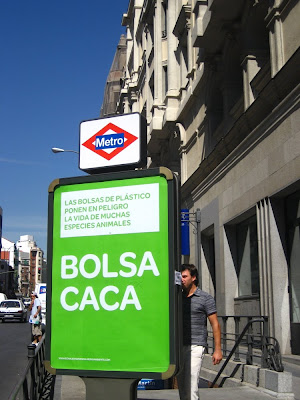 Metro
LAS BOLSAS DE PLÁSTICO
PONEN EN PELIGRO
LA VIDA DE MUCHAS
ESPECIES ANIMALES
BOLSA
CACA